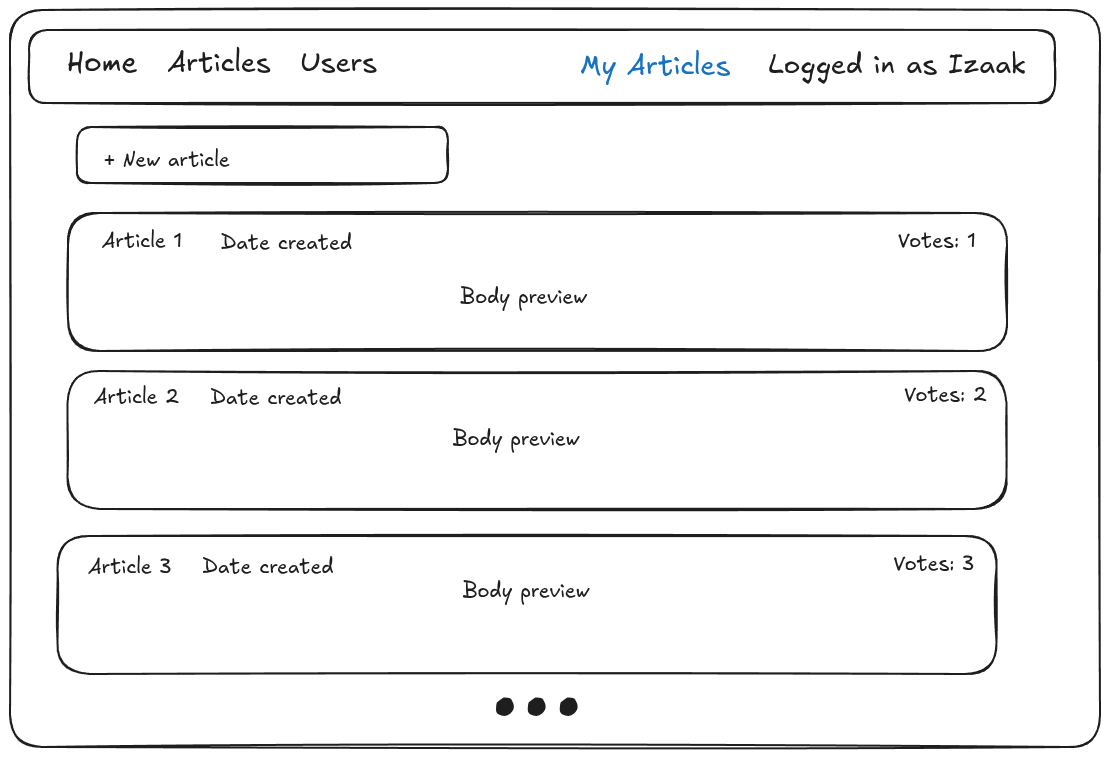 Home Articles Users My Articles Logged in as Izaak
+ New article
Article 1 Date created Votes: 1
Body preview
Article 2 Date created Votes: 2
Body preview
Article 3 Date created Votes: 3
Body preview